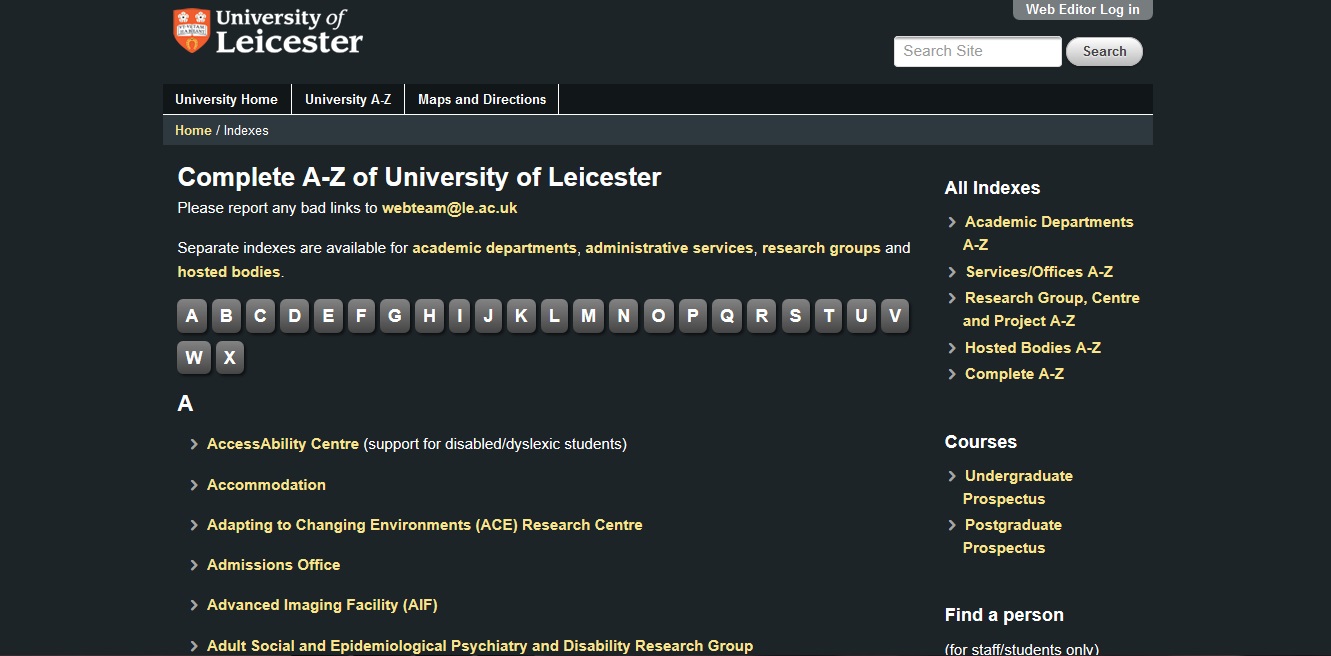 University of
Leicester
Web Editor Log in
Search Site
Search
University Home
University A-Z
Maps and Directions
Home / Indexes
Complete A-Z of University of Leicester
Please report any bad links to webteam@le.ac.uk
Separate indexes are available for academic departments, administrative services, research groups and
hosted bodies.
A B C D E F G H I J K L M N O P Q R S T U V
W X
A
AccessAbility Centre (support for disabled/dyslexic students)
Accommodation
Adapting to Changing Environments (ACE) Research Centre
Admissions Office
Advanced Imaging Facility (AIF)
Adult Social and Epidemiological Psychiatry and Disability Research Group
All Indexes
Academic Departments
A-Z
Services/Offices A-Z
Research Group, Centre
and Project A-Z
Hosted Bodies A-Z
Complete A-Z
Courses
Undergraduate
Prospectus
Postgraduate
Prospectus
Find a person
(for staff/students only)